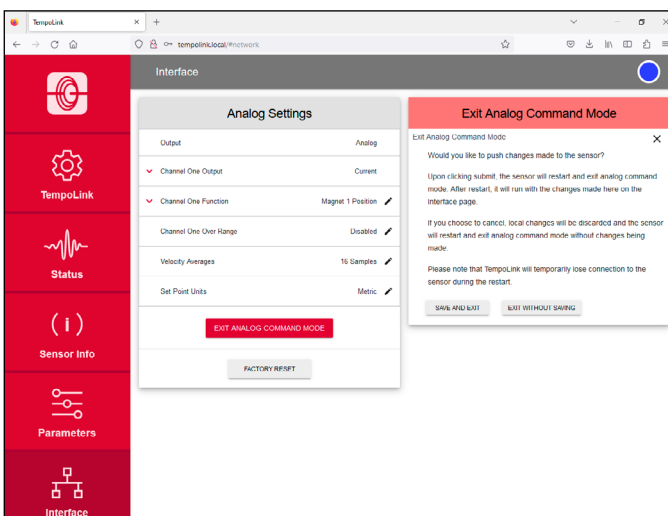 TempoLink
tempolink.local/#network
Interface
TempoLink
Status
Sensor Info
Parameters
Interface
Analog Settings
Output Analog
Channel One Output Current
Channel One Function Magnet 1 Position
Channel One Over Range Disabled
Velocity Averages 16 Samples
Set Point Units Metric
EXIT ANALOG COMMAND MODE
FACTORY RESET
Exit Analog Command Mode
Exit Analog Command Mode
Would you like to push changes made to the sensor?
Upon clicking submit, the sensor will restart and exit analog command
mode. After restart, it will run with the changes made here on the
interface page.
If you choose to cancel, local changes will be discarded and the sensor
will restart and exit analog command mode without changes being
made.
Please note that TempoLink will temporarily lose connection to the
sensor during the restart.
SAVE AND EXIT EXIT WITHOUT SAVING